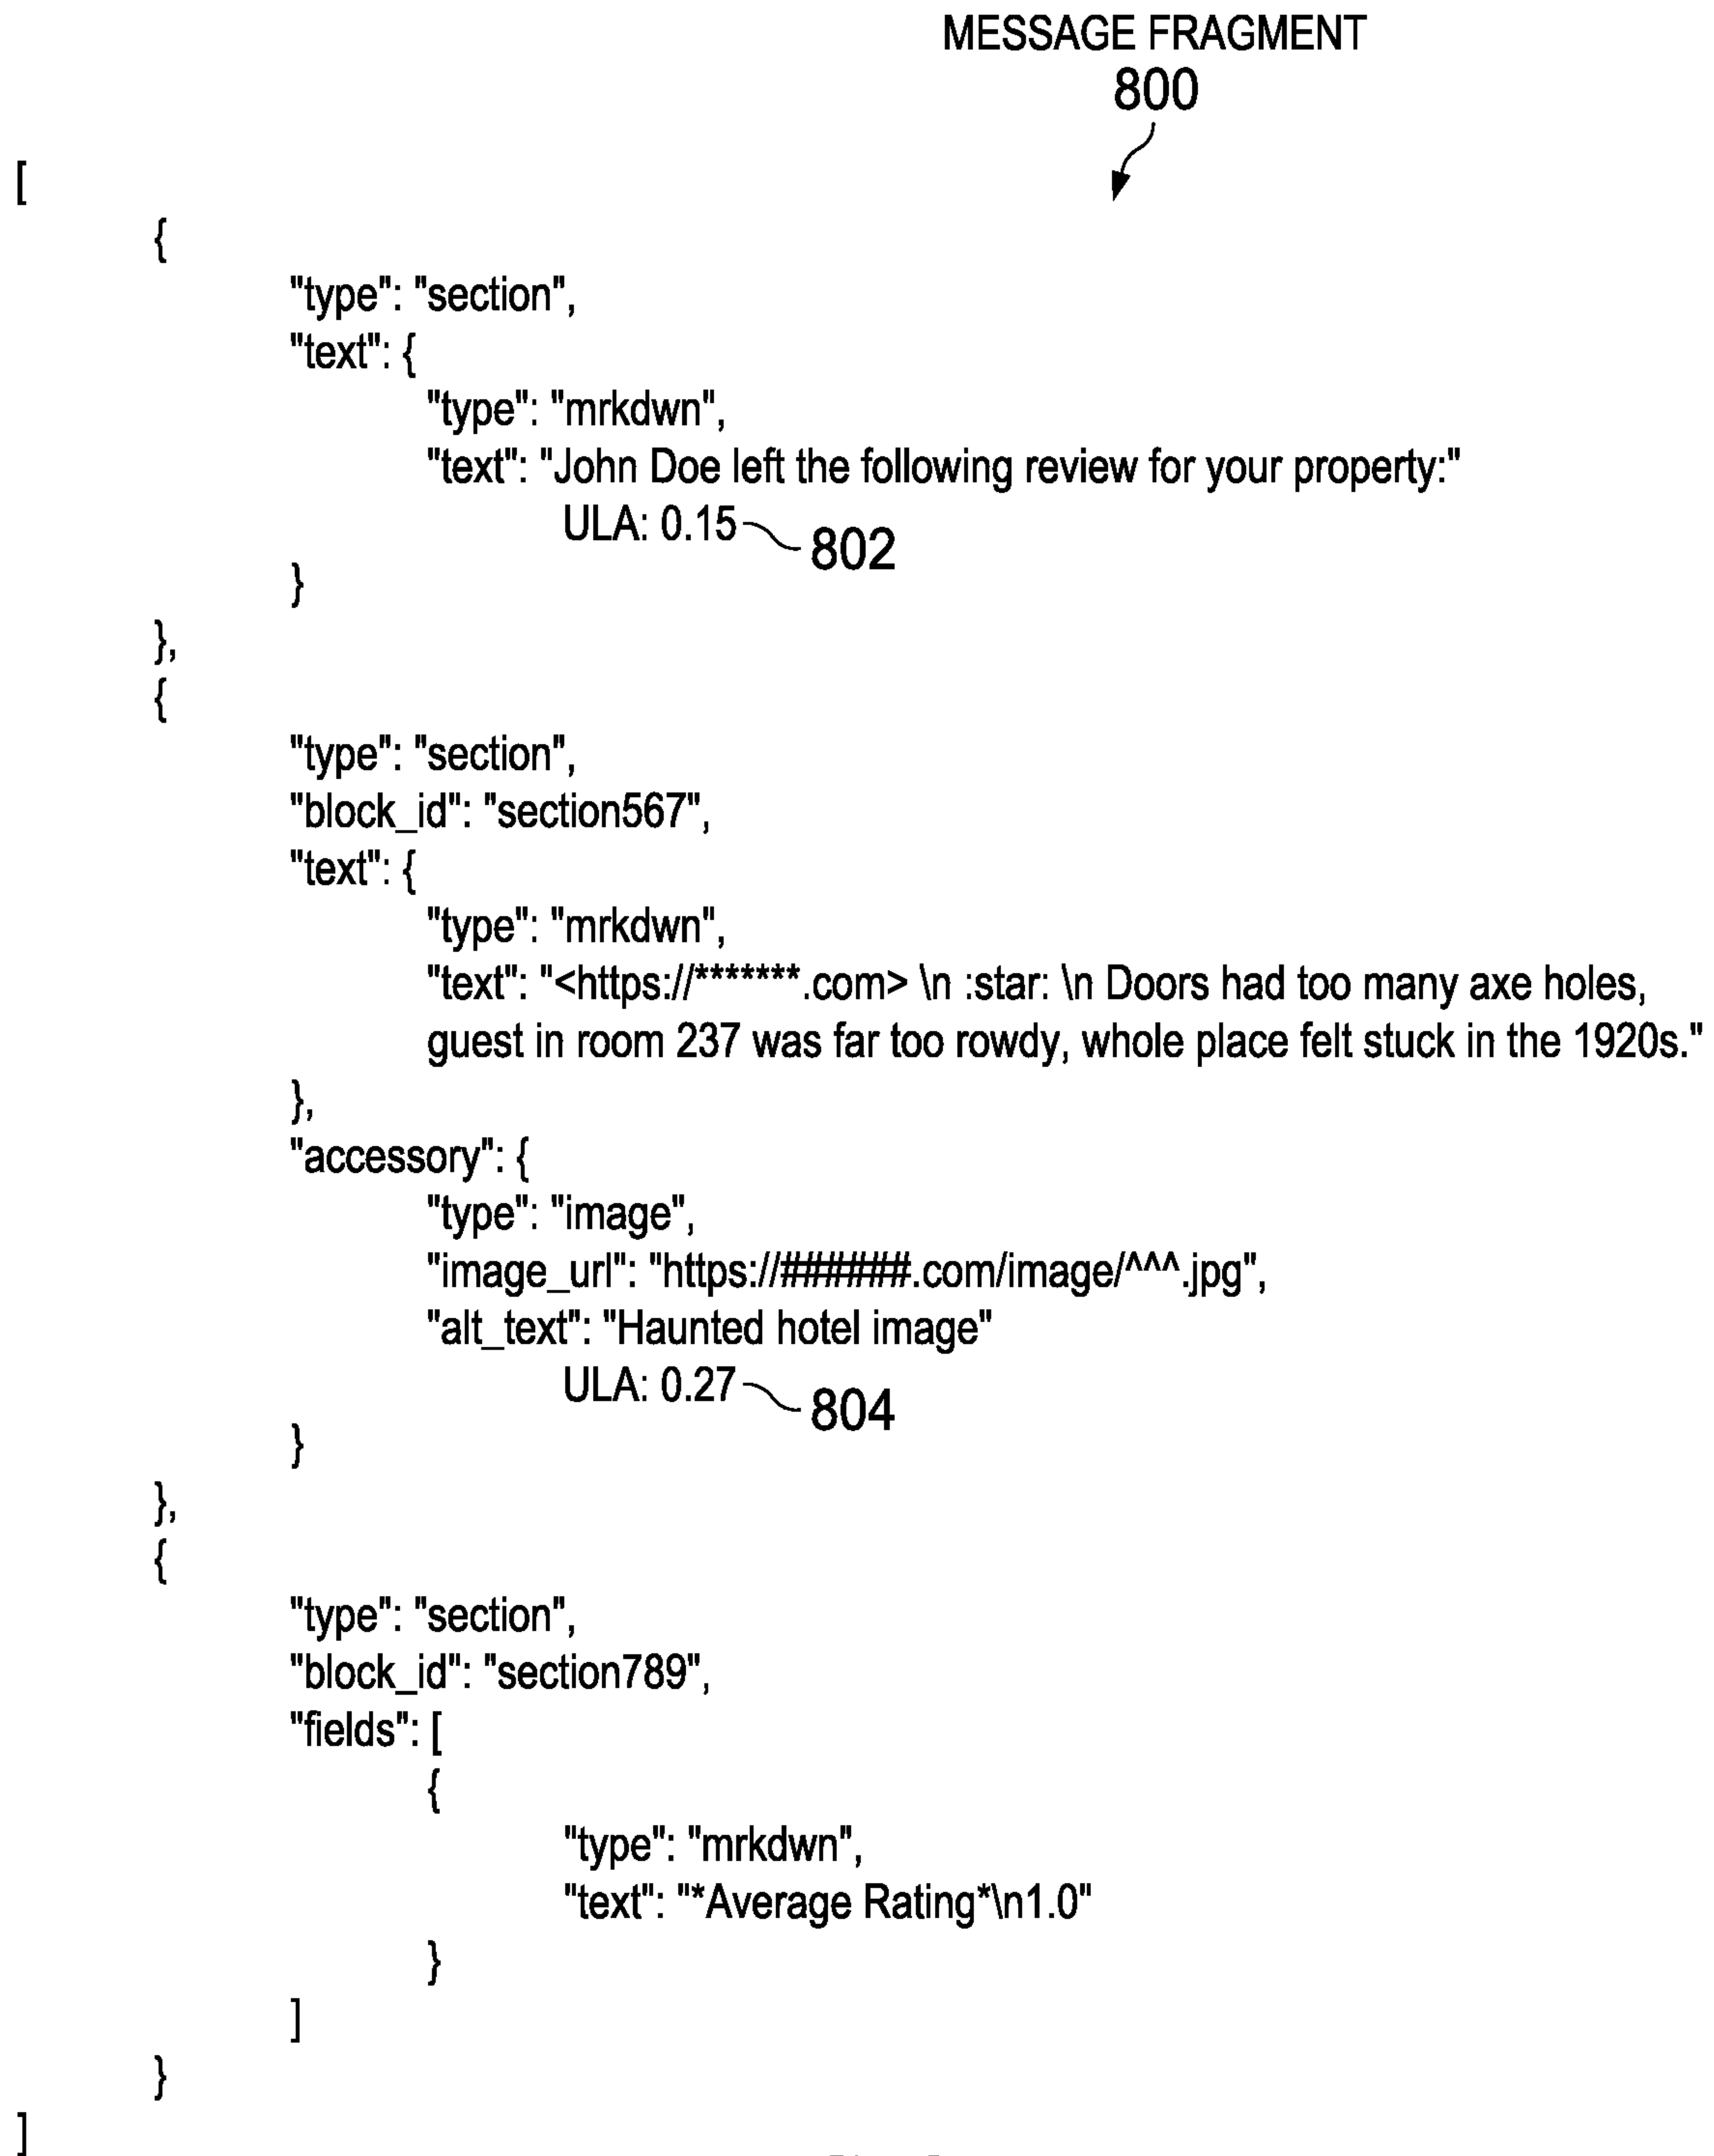 MESSAGE FRAGMENT
800
[
{
"type": "section",
"text": {
"type": "mrkdwn",
"text": "John Doe left the following review for your property:"
ULA: 0.15 802
}
},
{
"type": "section",
"block_id": "section567",
"text": {
"type": "mrkdwn",
"text": "<https://*******.com> \n :star: \n Doors had too many axe holes,
guest in room 237 was far too rowdy, whole place felt stuck in the 1920s."
},
"accessory": {
"type": "image",
"image_url": "https://######.com/image/^^^.jpg",
"alt_text": "Haunted hotel image"
ULA: 0.27 804
}
},
{
"type": "section",
"block_id": "section789",
"fields": [
{
"type": "mrkdwn",
"text": "*Average Rating*\n1.0"
}
]
}
]